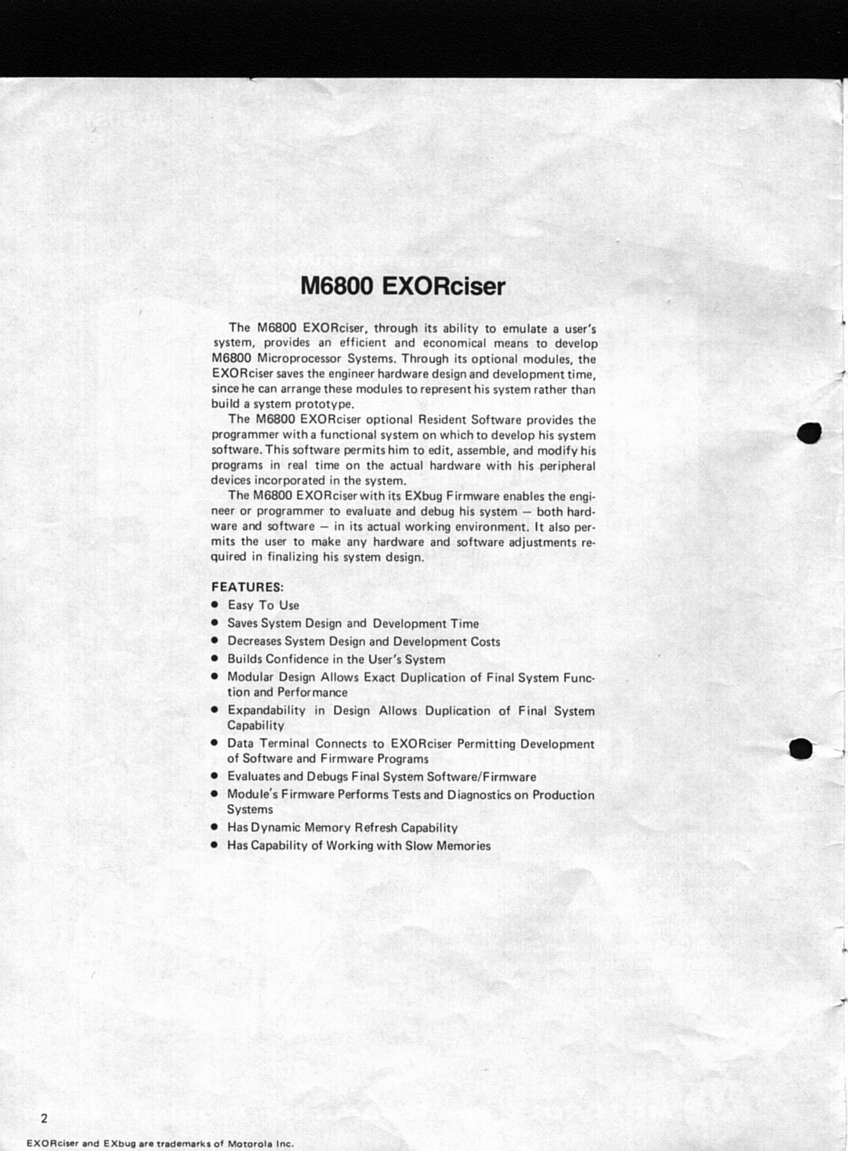 M6800 EXORciser
The M6800 EXORciser, through its ability to emulate a user's
system, provides an efficient and economical means to develop
M6800 Microprocessor Systems. Through its optional modules, the
EXORciser saves the engineer hardware design and development time,
since he can arrange these modules to represent his system rather than
build a system prototype.
The M6800 EXORciser optional Resident Software provides the
programmer with a functional system on which to develop his system
software. This software permits him to edit, assemble, and modify his
programs in real time on the actual hardware with his peripheral
devices incorporated in the system.
The M6800 EXORciser with its EXbug Firmware enables the engi-
neer or programmer to evaluate and debug his system — both hard-
ware and software — in its actual working environment. It also per-
mits the user to make any hardware and software adjustments re-
quired in finalizing his system design.
FEATURES:
● Easy To Use
● Saves System Design and Development Time
● Decreases System Design and Development Costs
● Builds Confidence in the User's System
● Modular Design Allows Exact Duplication of Final System Func-
tion and Performance
● Expandability in Design Allows Duplication of Final System
Capability
● Data Terminal Connects to EXORciser Permitting Development
of Software and Firmware Programs
● Evaluates and Debugs Final System Software/Firmware
● Module's Firmware Performs Tests and Diagnostics on Production
Systems
● Has Dynamic Memory Refresh Capability
● Has Capability of Working with Slow Memories
2
EXORciser and EXbug are trademarks of Motorola Inc.